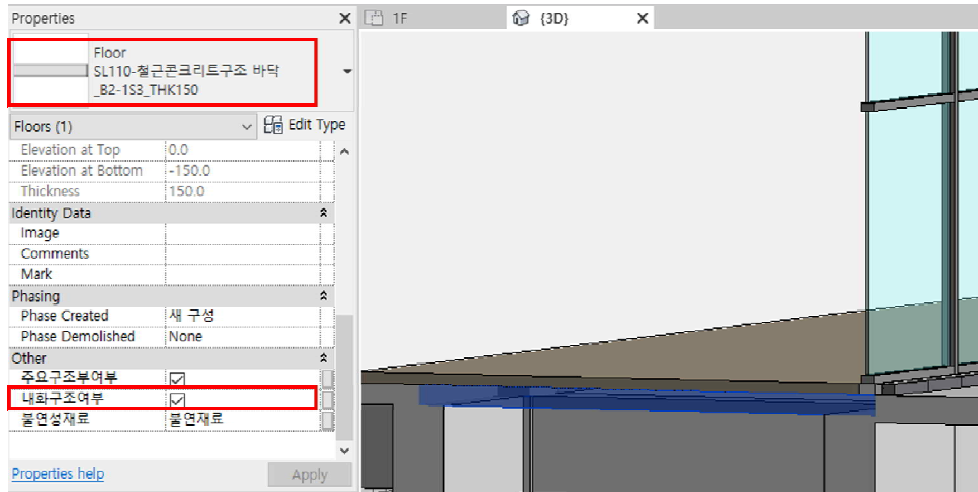 Properties
1F
{3D}
Floor
SL110-철근콘크리트구조 바닥
_B2-1S3_THK150
Floors (1)
Edit Type
Elevation at Top 0.0
Elevation at Bottom -150.0
Thickness 150.0
Identity Data
Image
Comments
Mark
Phasing
Phase Created 새 구성
Phase Demolished None
Other
주요구조부여부
내화구조여부
불연성재료 불연재료
Properties help
Apply